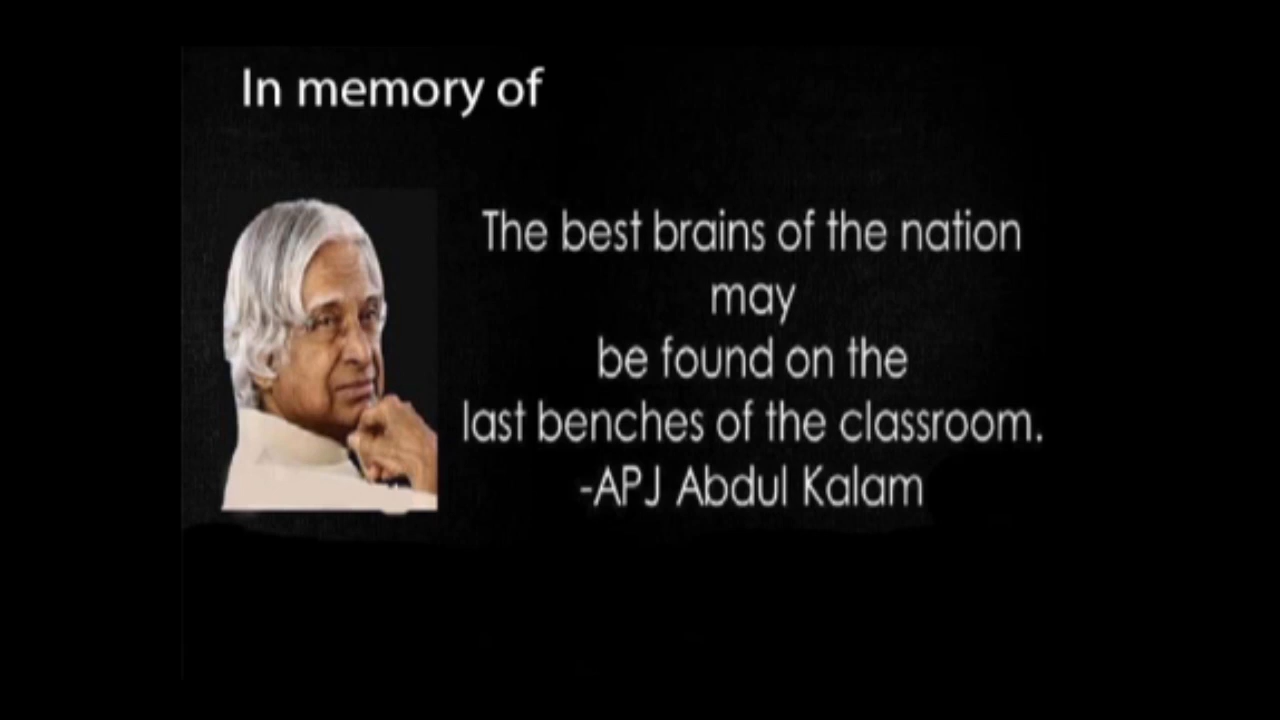 In memory of
The best brains of the nation
may
be found on the
last benches of the classroom.
-APJ Abdul Kalam